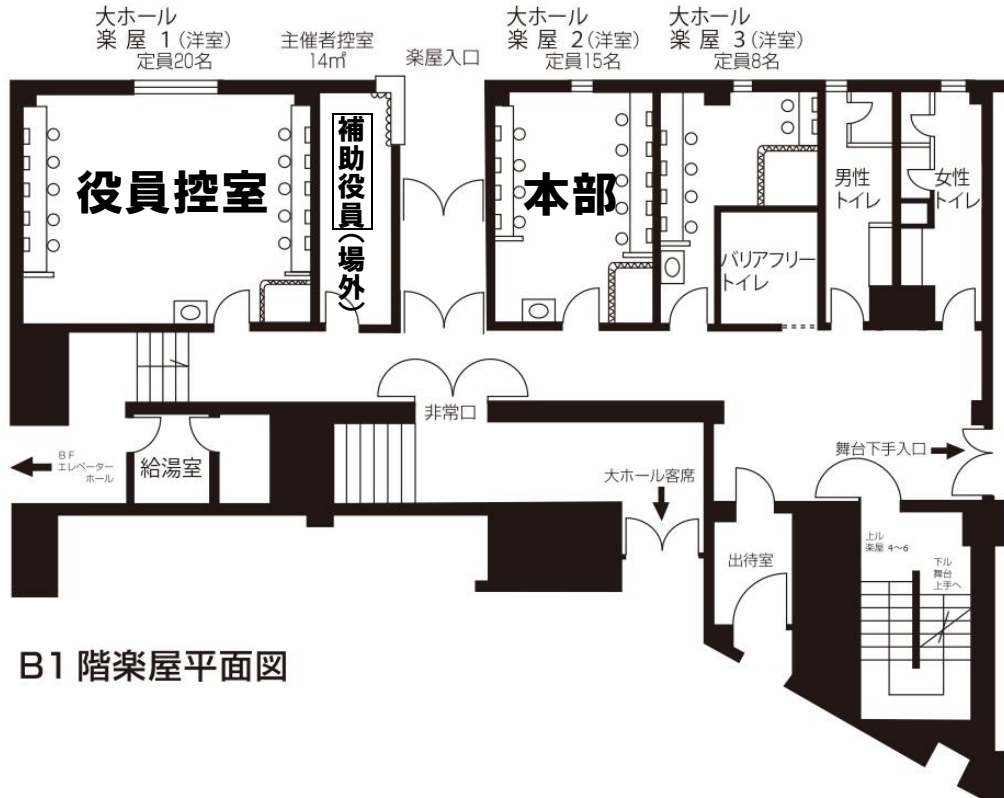 大ホール
楽屋 1(洋室)
定員20名
主催者控室
14㎡
楽屋入口
大ホール
楽屋 2(洋室)
定員15名
大ホール
楽屋 3(洋室)
定員8名
役員控室
補助役員(場外)
本部
男性
トイレ
女性
トイレ
バリアフリー
トイレ
非常口
BF
エレベーター
ホール
給湯室
舞台下手入口
大ホール客席
出待室
上ル
楽屋 4〜6
下ル
舞台
上手へ
B1階楽屋平面図